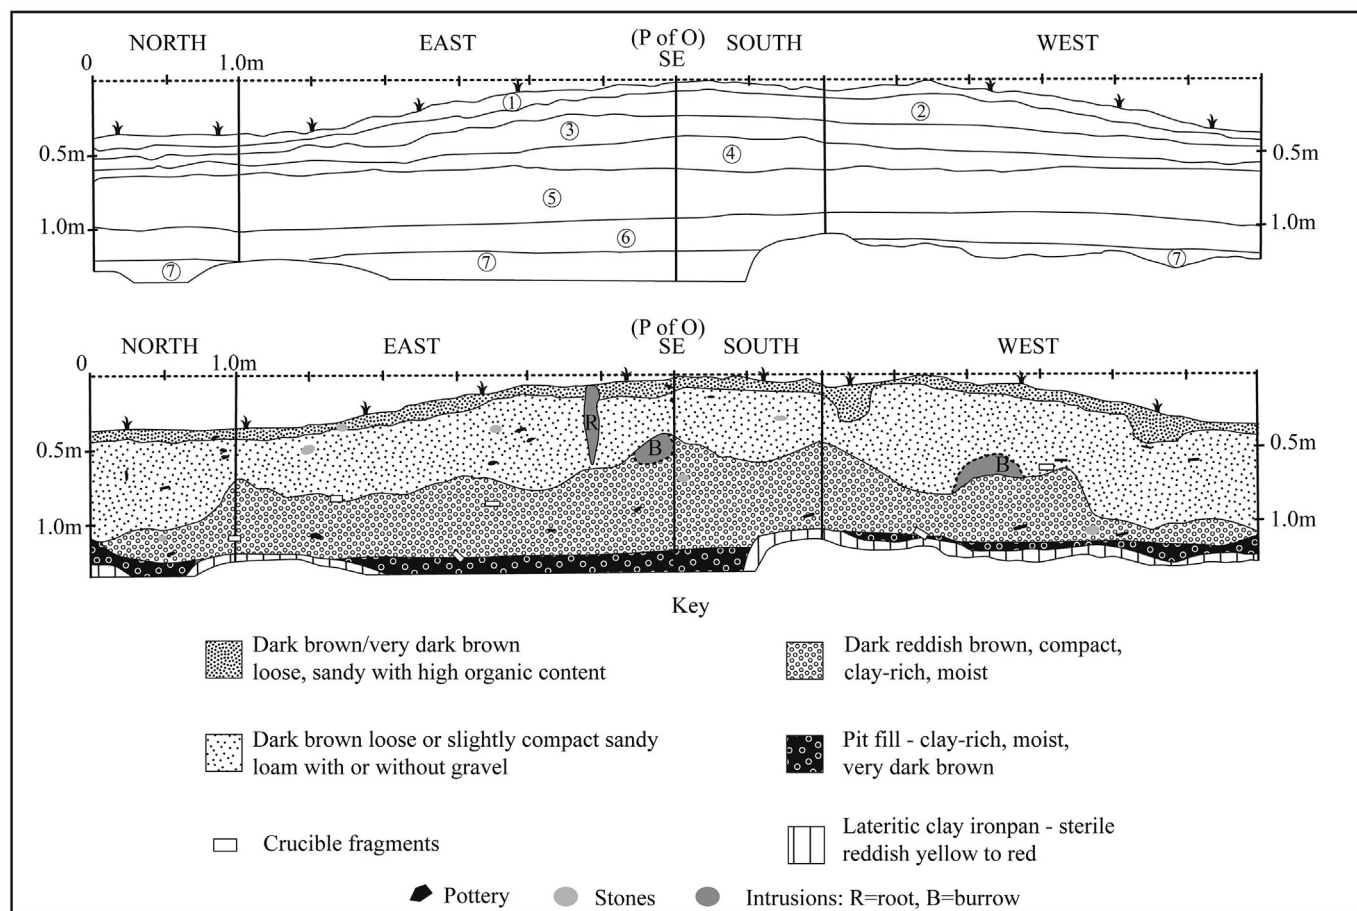 (P of O)
NORTH EAST SE SOUTH WEST
0 1.0m
① ②
③
0.5m ④ 0.5m
⑤
1.0m ⑥ 1.0m
⑦ ⑦ ⑦
(P of O)
NORTH EAST SE SOUTH WEST
0 1.0m
R
0.5m B B 0.5m
1.0m 1.0m
Key
Dark brown/very dark brown
loose, sandy with high organic content
Dark reddish brown, compact,
clay-rich, moist
Dark brown loose or slightly compact sandy
loam with or without gravel
Pit fill - clay-rich, moist,
very dark brown
Crucible fragments
Lateritic clay ironpan - sterile
reddish yellow to red
Pottery Stones Intrusions: R=root, B=burrow